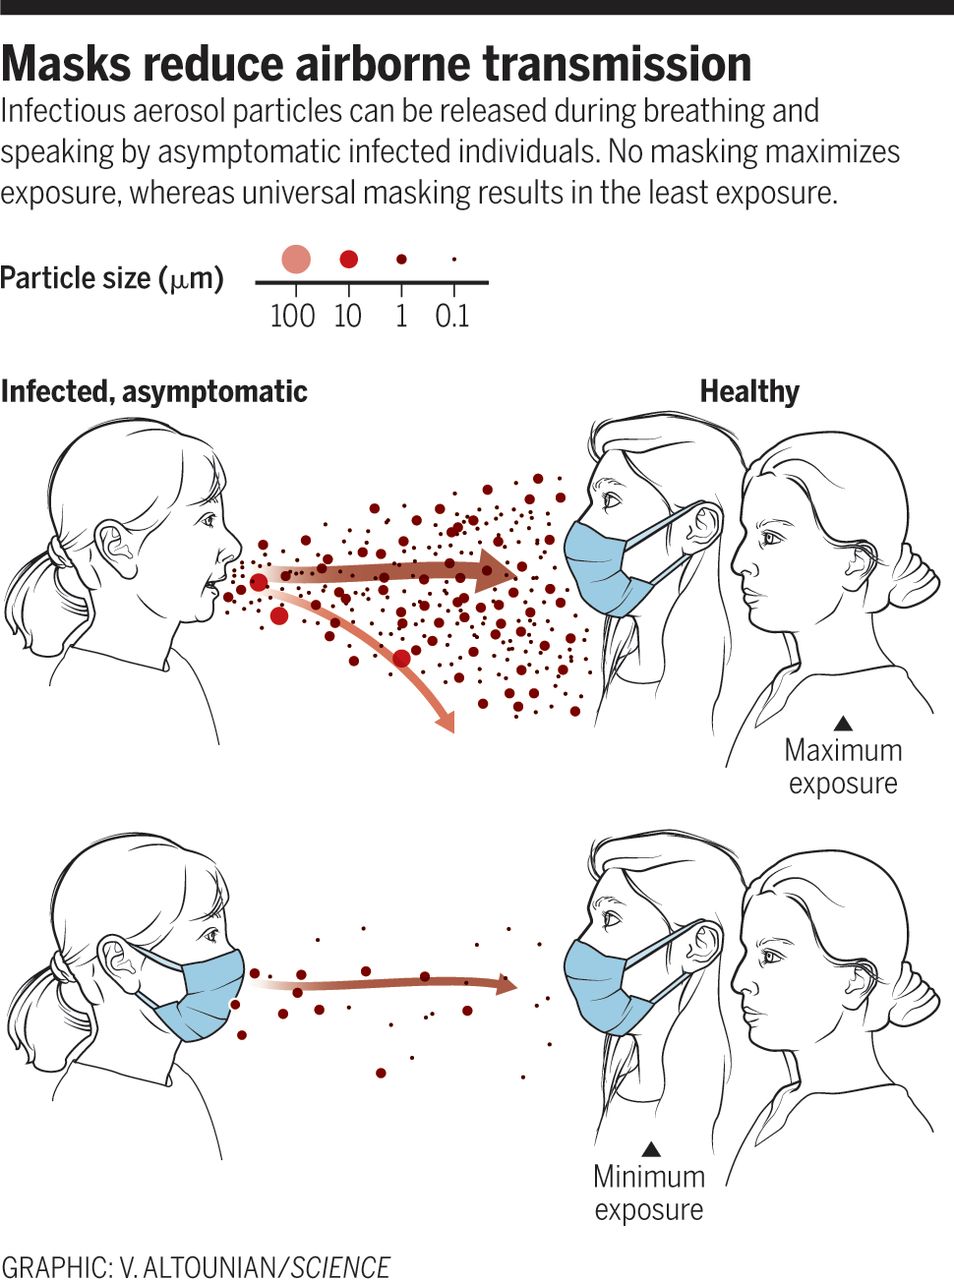 Masks reduce airborne transmission
Infectious aerosol particles can be released during breathing and
speaking by asymptomatic infected individuals. No masking maximizes
exposure, whereas universal masking results in the least exposure.
Particle size (μm)
100 10 1 0.1
Infected, asymptomatic
Healthy
Maximum
exposure
Minimum
exposure
GRAPHIC: V. ALTOUNIAN/SCIENCE